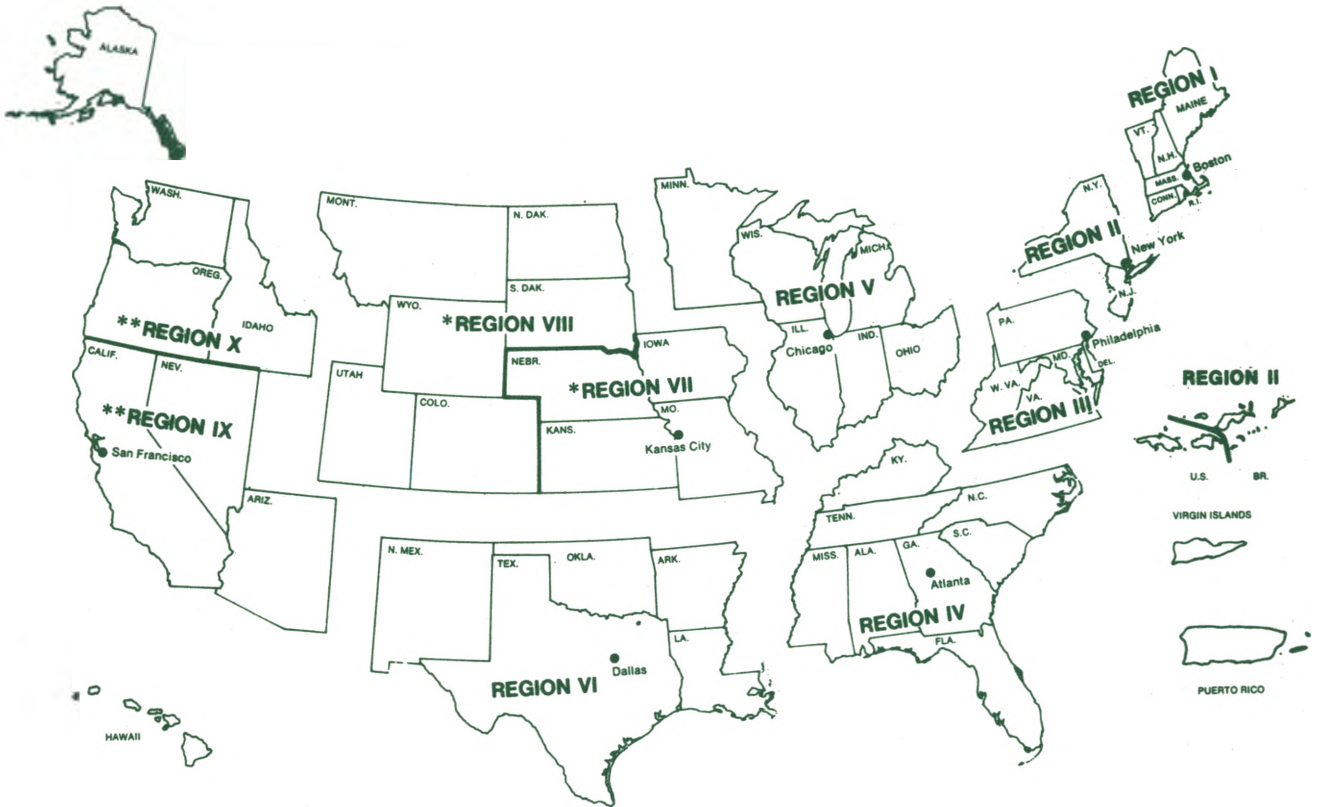 ALASKA
REGION I
MAINE
VT.
N.H.
Boston
MASS.
CONN.
R.I.
WASH.
MONT.
N. DAK.
MINN.
N.Y.
REGION II
New York
WIS.
MICH.
OREG.
S. DAK.
REGION V
N.J.
WYO.
*REGION VIII
IDAHO
**REGION X
PA.
Philadelphia
ILL.
IND.
Chicago
OHIO
IOWA
CALIF.
NEV.
UTAH
NEBR.
*REGION VII
MD.
DEL.
W. VA.
VA.
REGION III
REGION II
COLO.
MO.
**REGION IX
KANS.
Kansas City
San Francisco
KY.
U.S.
BR.
VIRGIN ISLANDS
ARIZ.
N.C.
TENN.
S.C.
N. MEX.
TEX.
OKLA.
ARK.
MISS.
ALA.
GA.
Atlanta
REGION IV
FLA.
LA.
Dallas
REGION VI
PUERTO RICO
HAWAII